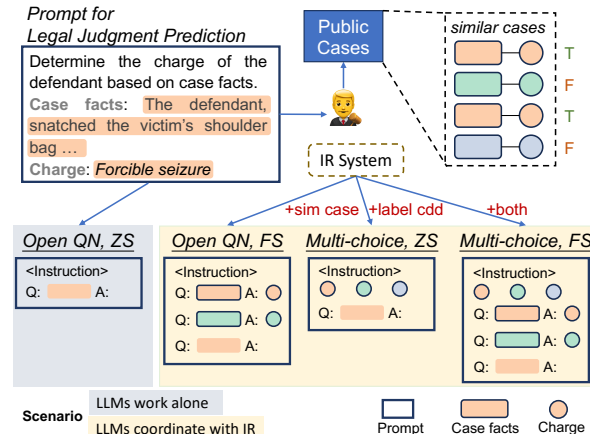 Prompt for
Legal Judgment Prediction
Determine the charge of the
defendant based on case facts.
Case facts: The defendant,
snatched the victim's shoulder
bag ...
Charge: Forcible seizure
Public
Cases
similar cases
T
F
T
F
IR System
+sim case
+label cdd
+both
Open QN, ZS
<Instruction>
Q: A:
Open QN, FS
<Instruction>
Q: A:
Q: A:
Q: A:
Multi-choice, ZS
<Instruction>
Q: A:
Multi-choice, FS
<Instruction>
Q: A:
Q: A:
Q: A:
Scenario
LLMs work alone
LLMs coordinate with IR
Prompt
Case facts
Charge